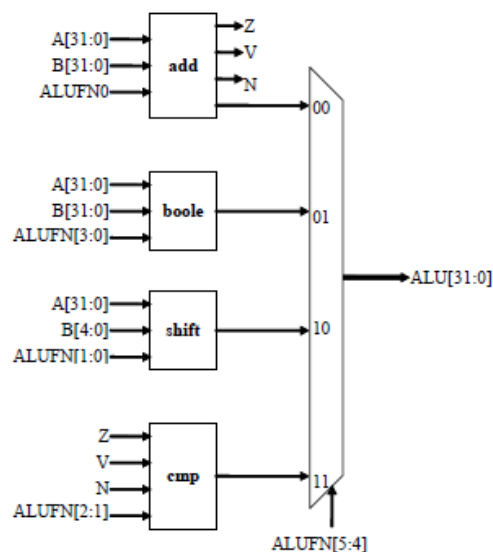 A[31:0]
B[31:0]
ALUFN0
add
Z
V
N
00
A[31:0]
B[31:0]
ALUFN[3:0]
boole
01
A[31:0]
B[4:0]
ALUFN[1:0]
shift
10
ALU[31:0]
Z
V
N
ALUFN[2:1]
cmp
11
ALUFN[5:4]